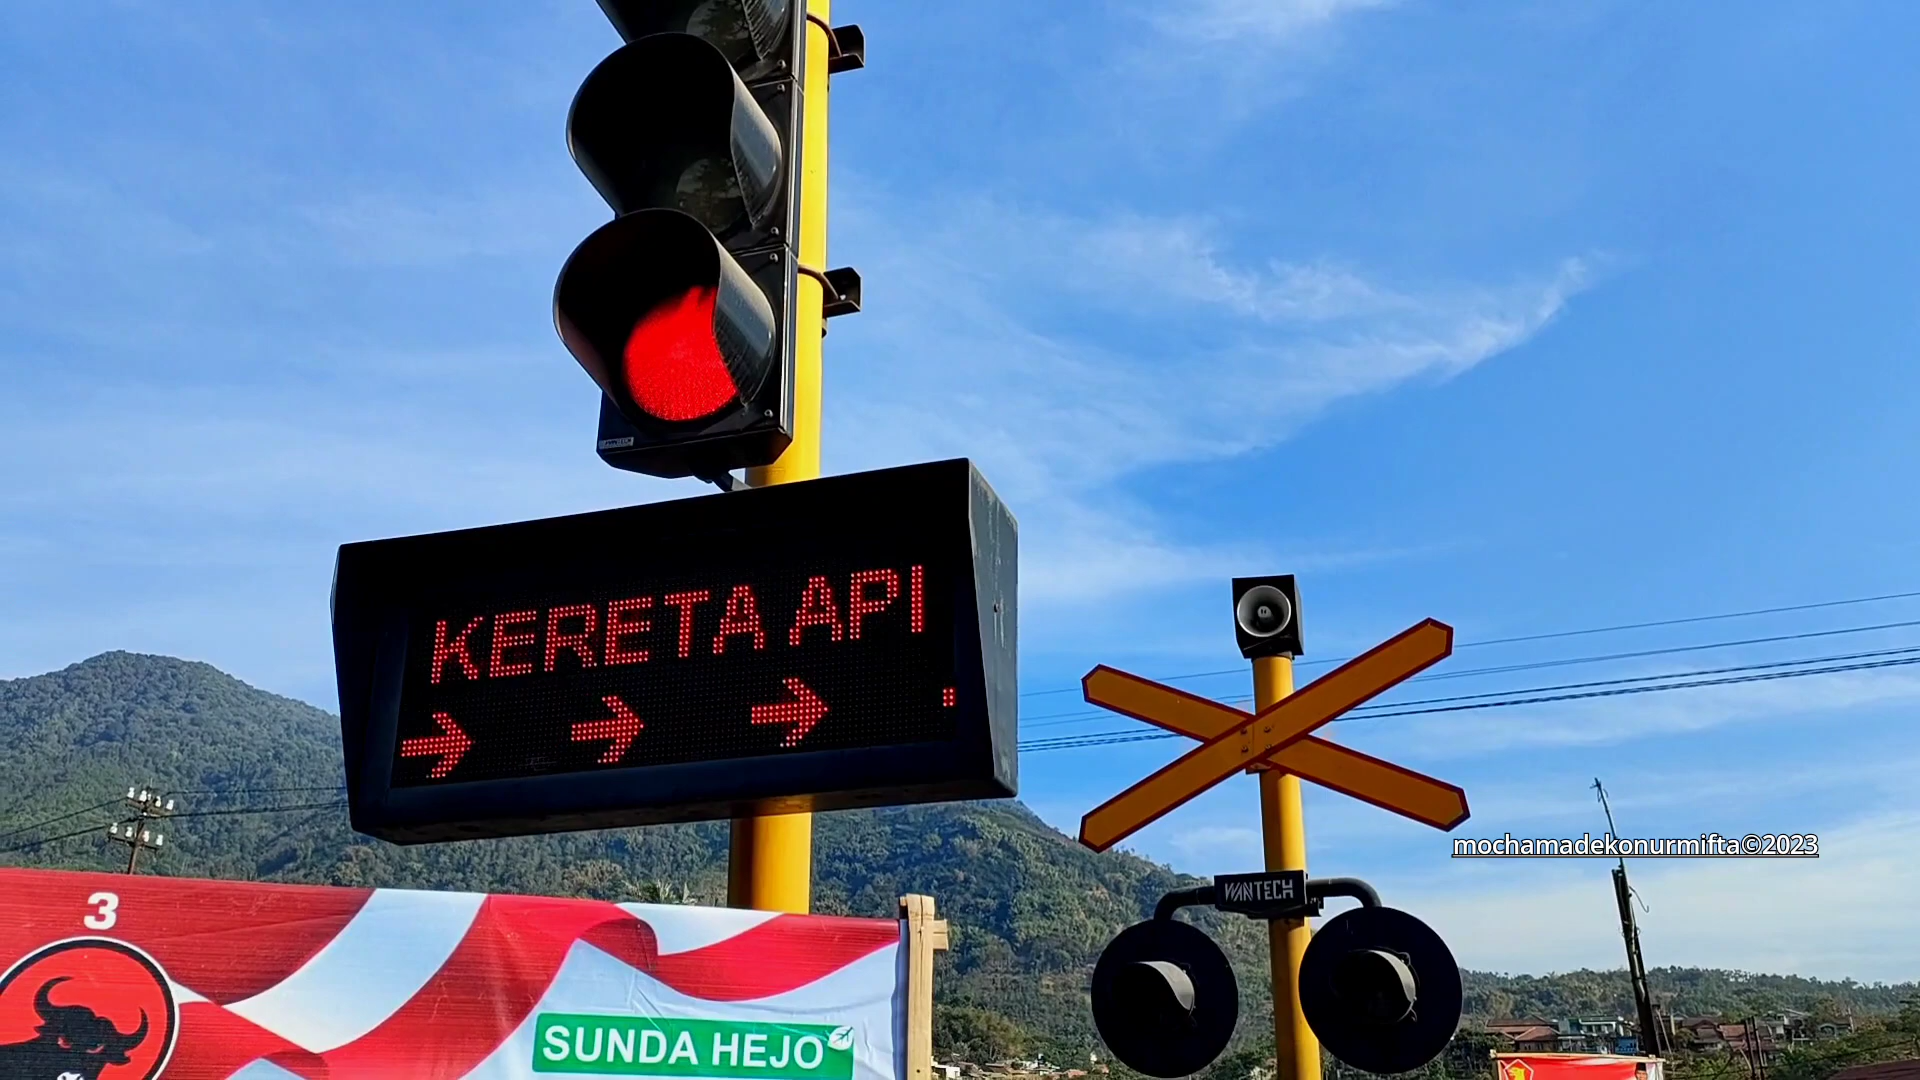 KERETA API
→ → →
mochamadekonurmifta©2023
WANTECH
3
SUNDA HEJO